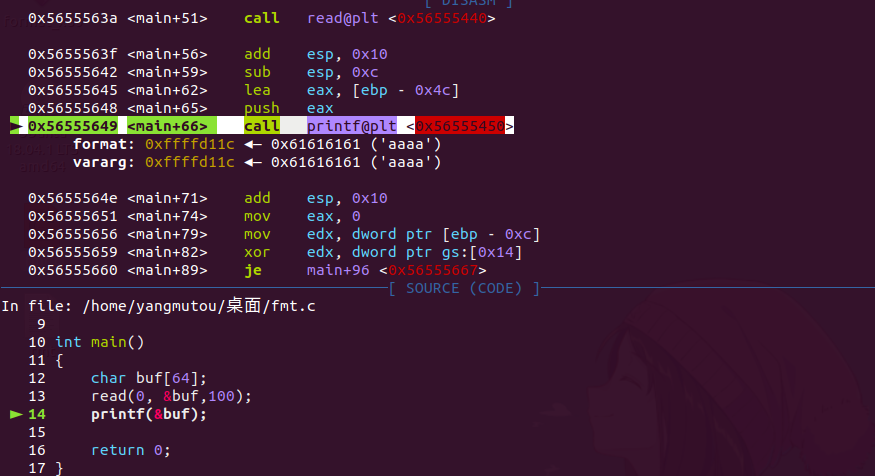 [ DISASM ]
0x5655563a <main+51> call read@plt <0x56555440>
0x5655563f <main+56> add esp, 0x10
0x56555642 <main+59> sub esp, 0xc
0x56555645 <main+62> lea eax, [ebp - 0x4c]
0x56555648 <main+65> push eax
► 0x56555649 <main+66> call printf@plt <0x56555450>
format: 0xffffd11c ◄— 0x61616161 ('aaaa')
vararg: 0xffffd11c ◄— 0x61616161 ('aaaa')
0x5655564e <main+71> add esp, 0x10
0x56555651 <main+74> mov eax, 0
0x56555656 <main+79> mov edx, dword ptr [ebp - 0xc]
0x56555659 <main+82> xor edx, dword ptr gs:[0x14]
0x56555660 <main+89> je main+96 <0x56555667>
[ SOURCE (CODE) ]
In file: /home/yangmutou/桌面/fmt.c
9
10 int main()
11 {
12 char buf[64];
13 read(0, &buf,100);
► 14 printf(&buf);
15
16 return 0;
17 }